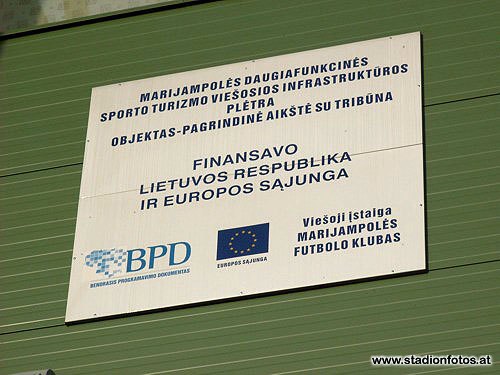 MARIJAMPOLĖS DAUGIAFUNKCINĖS
SPORTO TURIZMO VIEŠOSIOS INFRASTRUKTŪROS
PLĖTRA
OBJEKTAS-PAGRINDINĖ AIKŠTĖ SU TRIBŪNA
FINANSAVO
LIETUVOS RESPUBLIKA
IR EUROPOS SĄJUNGA
BPD
BENDRASIS PROGRAMAVIMO DOKUMENTAS
EUROPOS SĄJUNGA
Viešoji įstaiga
MARIJAMPOLĖS
FUTBOLO KLUBAS
www.stadionfotos.at